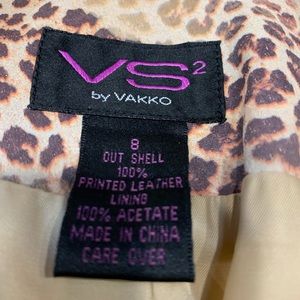 VS²
by VAKKO
8
OUT SHELL
100%
PRINTED LEATHER
LINING
100% ACETATE
MADE IN CHINA
CARE OVER